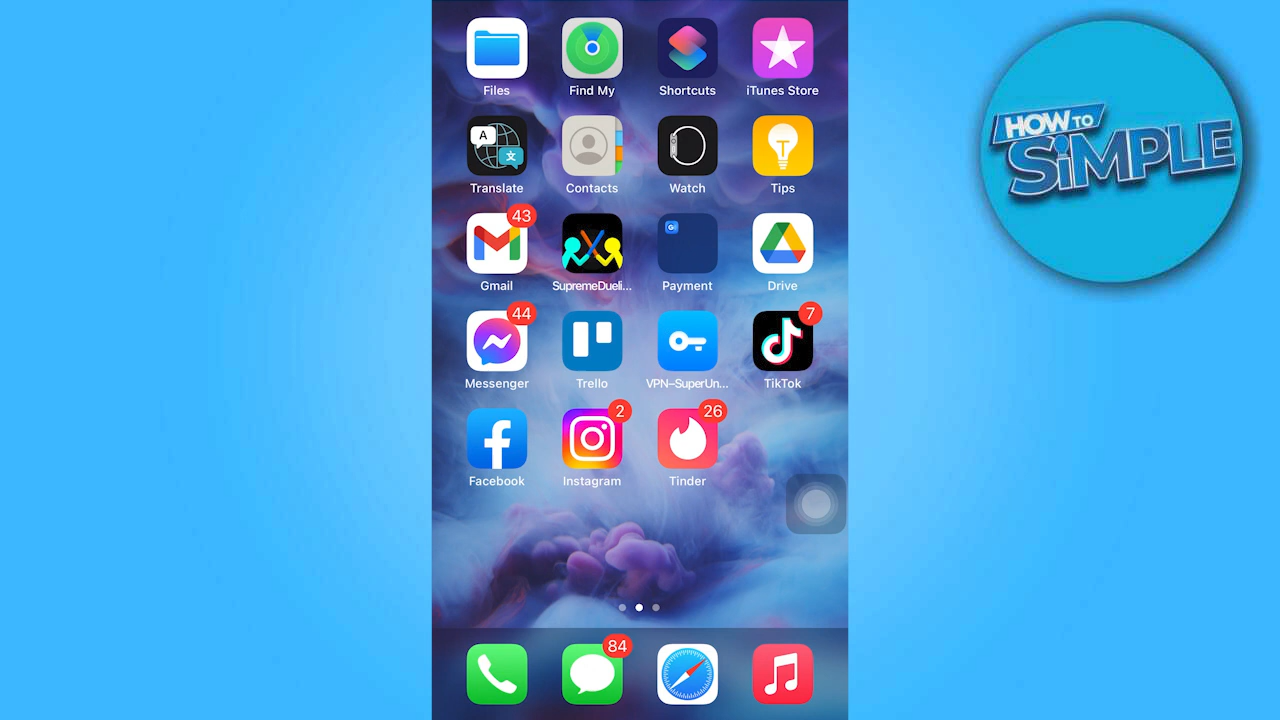 HOW TO
SiMPLE
Files
Find My
Shortcuts
iTunes Store
A
文
Translate
Contacts
Watch
Tips
43
Gmail
SupremeDueli...
G
Payment
Drive
44
Messenger
Trello
VPN–SuperUn...
7
TikTok
Facebook
2
Instagram
26
Tinder
84